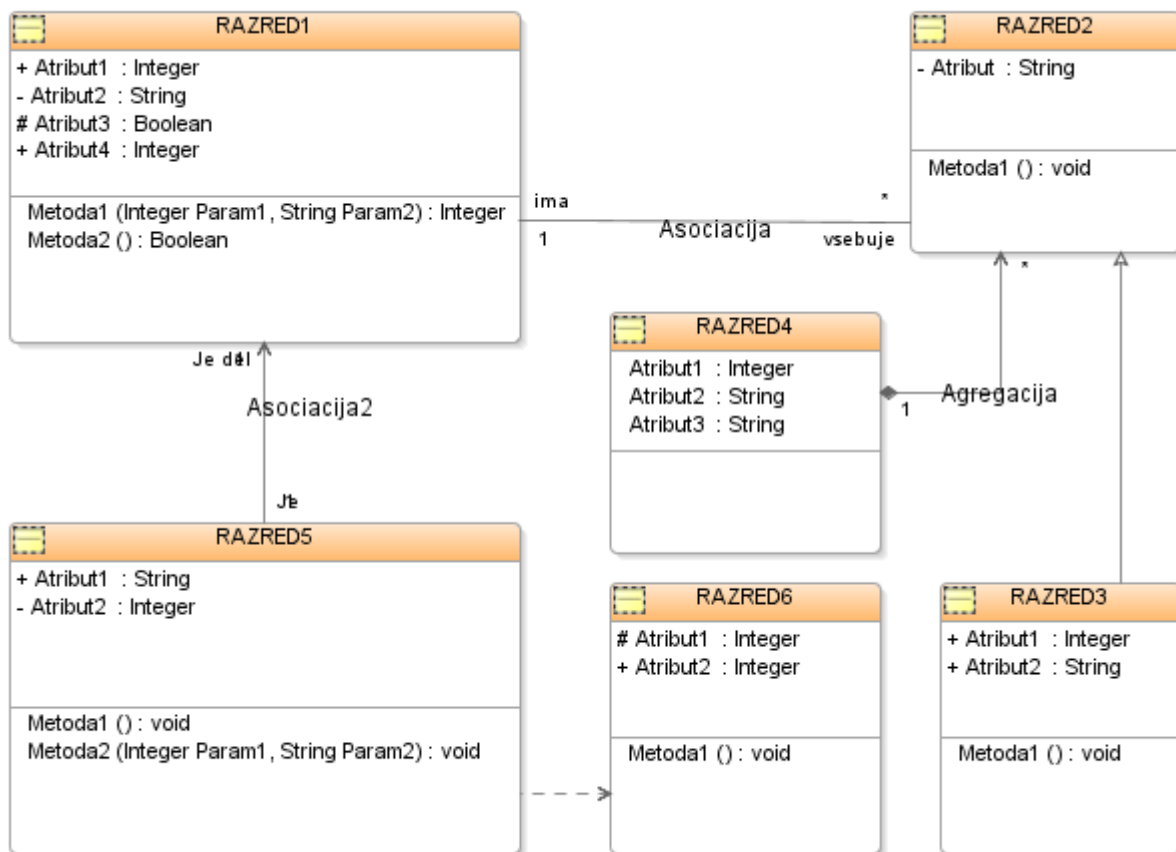 RAZRED1
+ Atribut1 : Integer
- Atribut2 : String
# Atribut3 : Boolean
+ Atribut4 : Integer
Metoda1 (Integer Param1, String Param2) : Integer
Metoda2 () : Boolean
RAZRED2
- Atribut : String
Metoda1 () : void
ima
*
1
Asociacija
vsebuje
RAZRED4
Atribut1 : Integer
Atribut2 : String
Atribut3 : String
1
Agregacija
*
Je
Asociacija2
RAZRED5
+ Atribut1 : String
- Atribut2 : Integer
Metoda1 () : void
Metoda2 (Integer Param1, String Param2) : void
RAZRED6
# Atribut1 : Integer
+ Atribut2 : Integer
Metoda1 () : void
RAZRED3
+ Atribut1 : Integer
+ Atribut2 : String
Metoda1 () : void